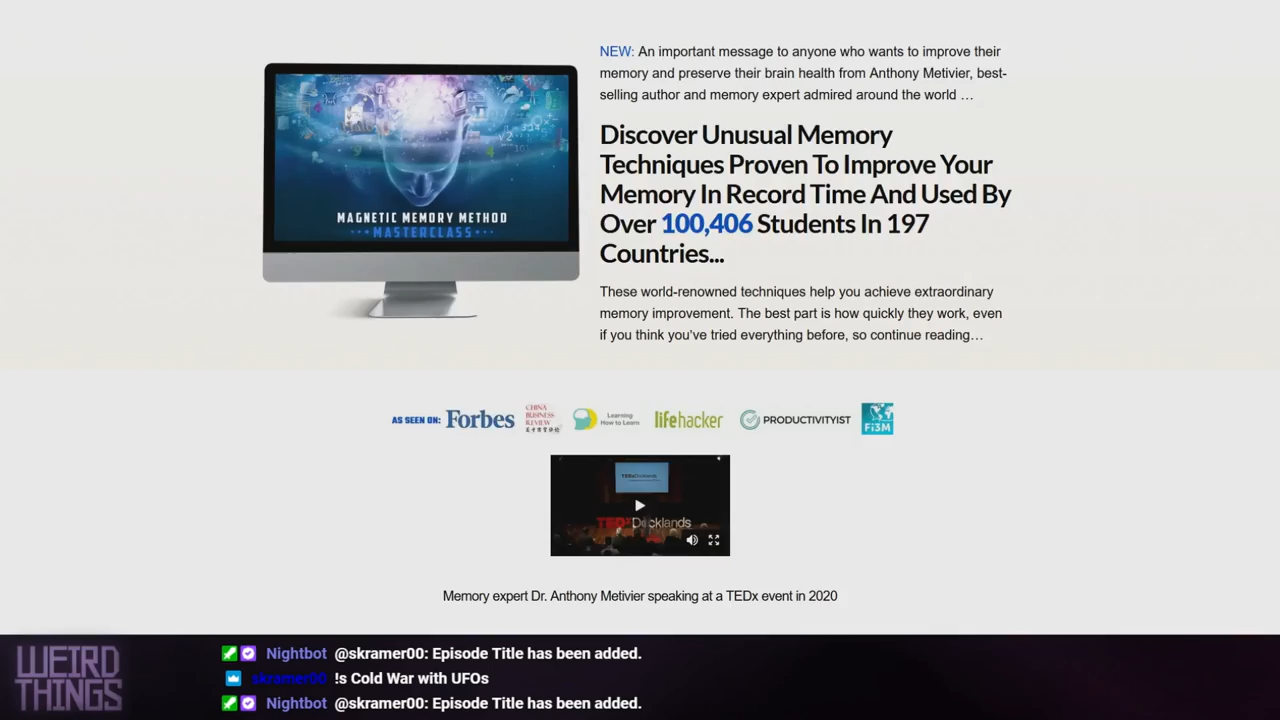 NEW: An important message to anyone who wants to improve their
memory and preserve their brain health from Anthony Metivier, best-
selling author and memory expert admired around the world …
MAGNETIC MEMORY METHOD
MASTERCLASS
Discover Unusual Memory
Techniques Proven To Improve Your
Memory In Record Time And Used By
Over 100,406 Students In 197
Countries...
These world-renowned techniques help you achieve extraordinary
memory improvement. The best part is how quickly they work, even
if you think you've tried everything before, so continue reading…
AS SEEN ON: Forbes
CHINA
BUSINESS
REVIEW
Learning
How to Learn
lifehacker
PRODUCTIVITYIST
Fi3M
TEDxDocklands
Memory expert Dr. Anthony Metivier speaking at a TEDx event in 2020
WEIRD
THINGS
Nightbot @skramer00: Episode Title has been added.
skramer00 !s Cold War with UFOs
Nightbot @skramer00: Episode Title has been added.